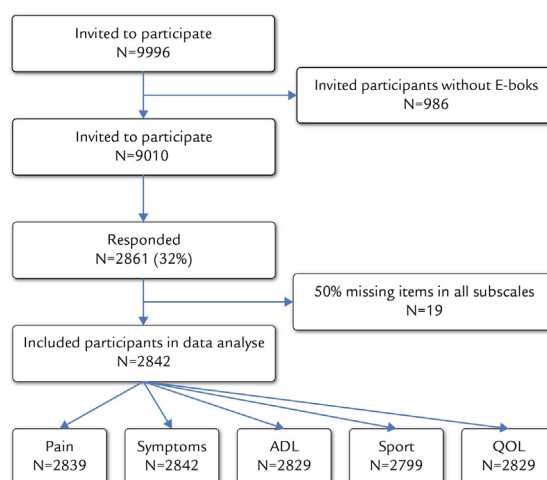 Invited to participate
N=9996
Invited participants without E-boks
N=986
Invited to participate
N=9010
Responded
N=2861 (32%)
50% missing items in all subscales
N=19
Included participants in data analyse
N=2842
Pain
N=2839
Symptoms
N=2842
ADL
N=2829
Sport
N=2799
QOL
N=2829